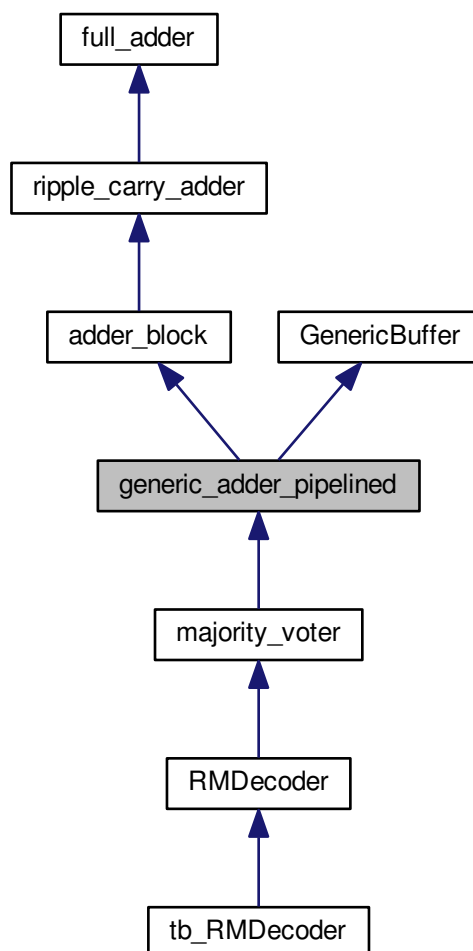 full_adder
ripple_carry_adder
adder_block
GenericBuffer
generic_adder_pipelined
majority_voter
RMDecoder
tb_RMDecoder